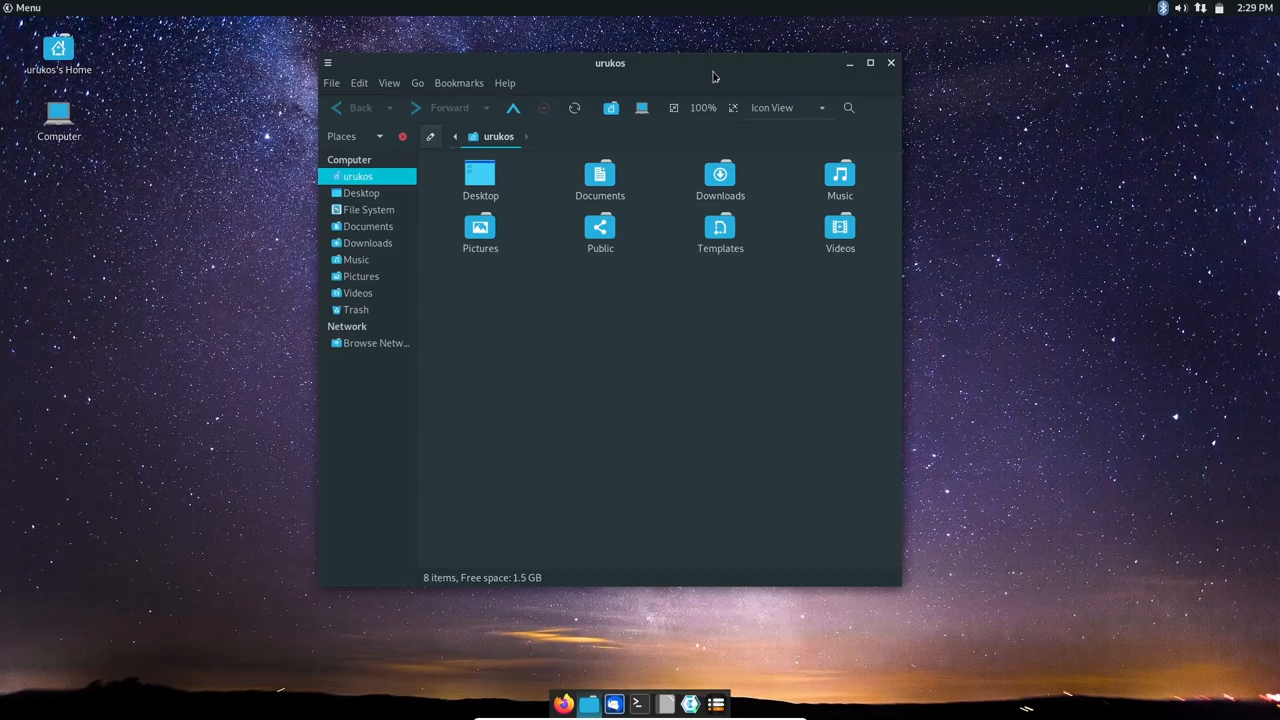 Menu
2:29 PM
urukos's Home
Computer
urukos
File Edit View Go Bookmarks Help
Back Forward 100% Icon View
Places urukos
Computer
urukos
Desktop
File System
Documents
Downloads
Music
Pictures
Videos
Trash
Network
Browse Netw…
Desktop Documents Downloads Music
Pictures Public Templates Videos
8 items, Free space: 1.5 GB